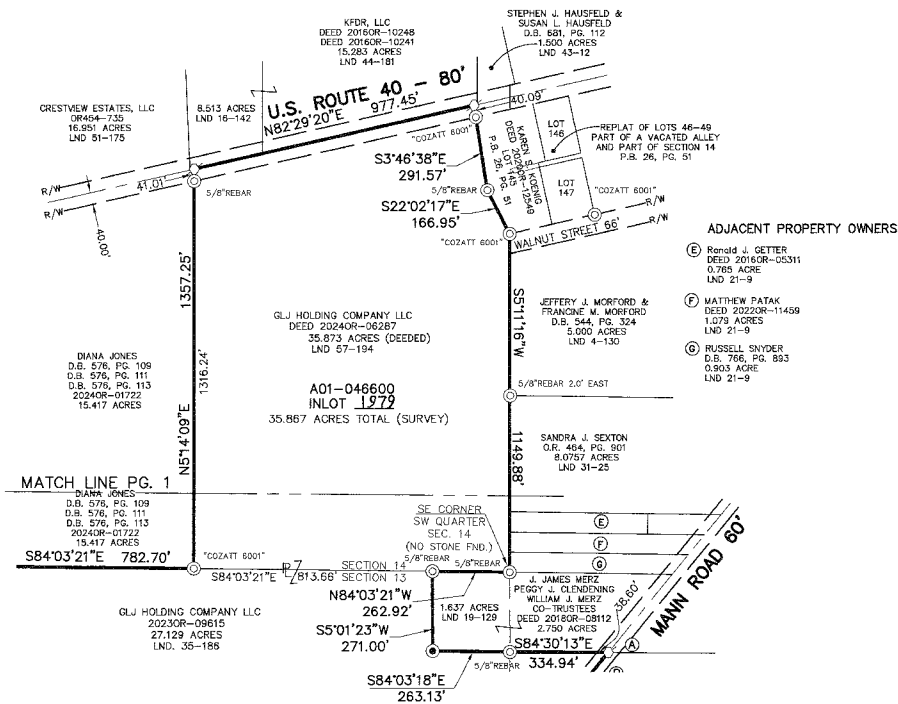 STEPHEN J. HAUSFELD &
SUSAN L. HAUSFELD
D.B. 681, PG. 112
1.500 ACRES
LND 43-12
KFDR, LLC
DEED 20160R-10248
DEED 20160R-10241
15.283 ACRES
LND 44-181
CRESTVIEW ESTATES, LLC
OR454-735
16.951 ACRES
LND 51-175
8.513 ACRES
LND 16-142
U.S. ROUTE 40 - 80'
N82°29'20"E 977.45'
40.09'
"COZATT 6001"
KAREN S. KOENIG
DEED 20200R-12549
LOT 145
P.B. 26, PG. 51
LOT
146
REPLAT OF LOTS 46-49
PART OF A VACATED ALLEY
AND PART OF SECTION 14
P.B. 26, PG. 51
LOT
147
"COZATT 6001"
R/W
R/W
41.01'
40.00'
5/8"REBAR
S3°46'38"E
291.57'
5/8"REBAR
S22°02'17"E
166.95'
"COZATT 6001"
WALNUT STREET 66'
R/W
R/W
ADJACENT PROPERTY OWNERS
E Ronald J. GETTER
DEED 20160R-05311
0.765 ACRE
LND 21-9
F MATTHEW PATAK
DEED 20220R-11459
1.079 ACRES
LND 21-9
G RUSSELL SNYDER
D.B. 766, PG. 893
0.903 ACRE
LND 21-9
1357.25'
1316.24'
N5°14'09"E
GLJ HOLDING COMPANY LLC
DEED 20240R-06287
35.873 ACRES (DEEDED)
LND 57-194
A01-046600
INLOT 1979
35.867 ACRES TOTAL (SURVEY)
S5°11'16"W
1149.88'
JEFFERY J. MORFORD &
FRANCINE M. MORFORD
D.B. 544, PG. 324
5.000 ACRES
LND 4-130
5/8"REBAR 2.0' EAST
SANDRA J. SEXTON
O.R. 464, PG. 901
8.0757 ACRES
LND 31-25
DIANA JONES
D.B. 576, PG. 109
D.B. 576, PG. 111
D.B. 576, PG. 113
20240R-01722
15.417 ACRES
MATCH LINE PG. 1
DIANA JONES
D.B. 576, PG. 109
D.B. 576, PG. 111
D.B. 576, PG. 113
20240R-01722
15.417 ACRES
S84°03'21"E 782.70'
"COZATT 6001"
SE CORNER
SW QUARTER
SEC. 14
(NO STONE FND.)
5/8"REBAR
5/8"REBAR
E
F
G
SECTION 14
S84°03'21"E 813.66' SECTION 13
N84°03'21"W
262.92'
1.637 ACRES
LND 19-129
J. JAMES MERZ
PEGGY J. CLENDENING
WILLIAM J. MERZ
CO-TRUSTEES
DEED 20180R-08112
2.750 ACRES
MANN ROAD 60'
38.60'
GLJ HOLDING COMPANY LLC
20230R-09615
27.129 ACRES
LND. 35-186
S5°01'23"W
271.00'
S84°30'13"E
334.94'
5/8"REBAR
A
S84°03'18"E
263.13'